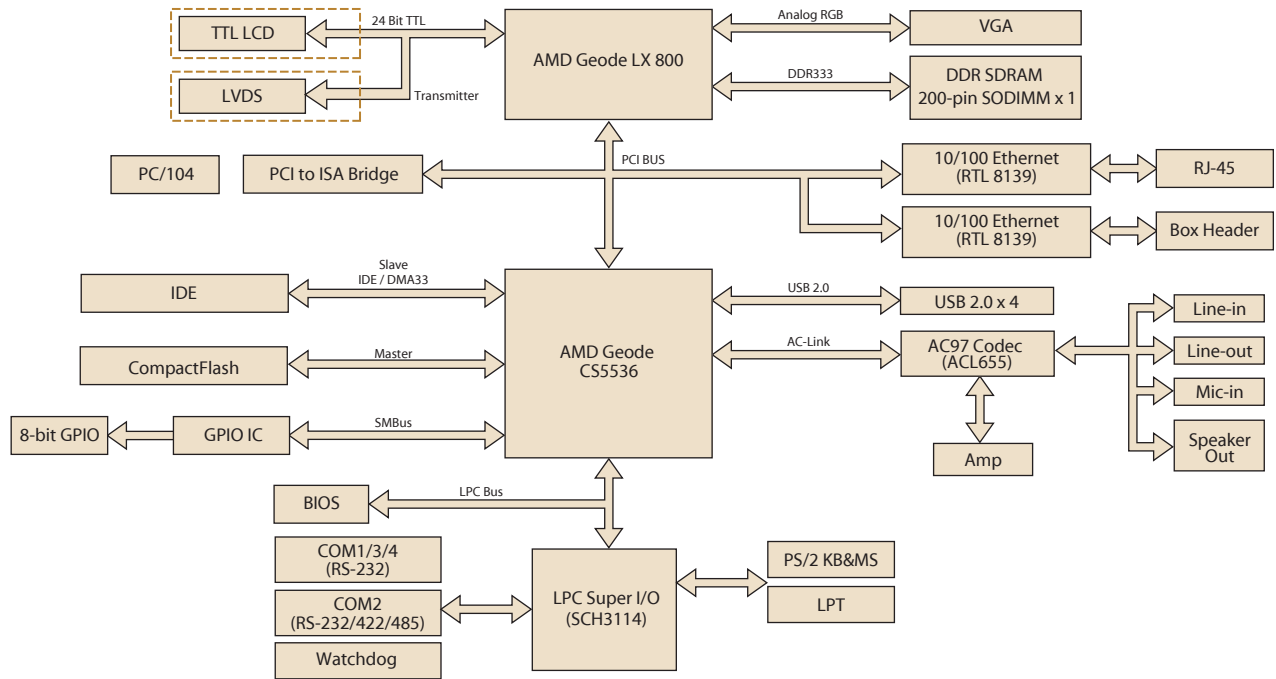 TTL LCD
24 Bit TTL
AMD Geode LX 800
Analog RGB
VGA
LVDS
Transmitter
DDR333
DDR SDRAM
200-pin SODIMM x 1
PC/104
PCI to ISA Bridge
PCI BUS
10/100 Ethernet
(RTL 8139)
RJ-45
10/100 Ethernet
(RTL 8139)
Box Header
IDE
Slave
IDE / DMA33
AMD Geode
CS5536
USB 2.0
USB 2.0 x 4
CompactFlash
Master
AC-Link
AC97 Codec
(ACL655)
Line-in
Line-out
Mic-in
Speaker
Out
8-bit GPIO
GPIO IC
SMBus
Amp
BIOS
LPC Bus
COM1/3/4
(RS-232)
COM2
(RS-232/422/485)
Watchdog
LPC Super I/O
(SCH3114)
PS/2 KB&MS
LPT